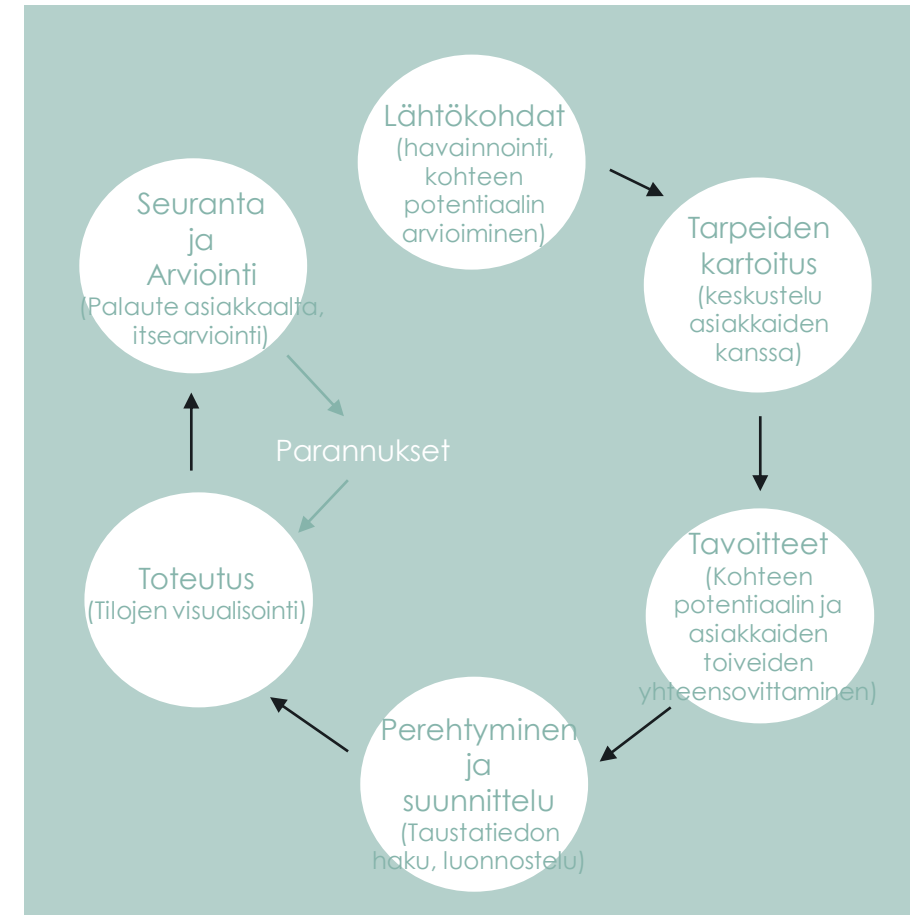 Lähtökohdat
(havainnointi,
kohteen
potentiaalin
arvioiminen)
Tarpeiden
kartoitus
(keskustelu
asiakkaiden
kanssa)
Tavoitteet
(Kohteen
potentiaalin ja
asiakkaiden
toiveiden
yhteensovittaminen)
Perehtyminen
ja
suunnittelu
(Taustatiedon
haku, luonnostelu)
Toteutus
(Tilojen visualisointi)
Seuranta
ja
Arviointi
(Palaute asiakkaalta,
itsearviointi)
Parannukset